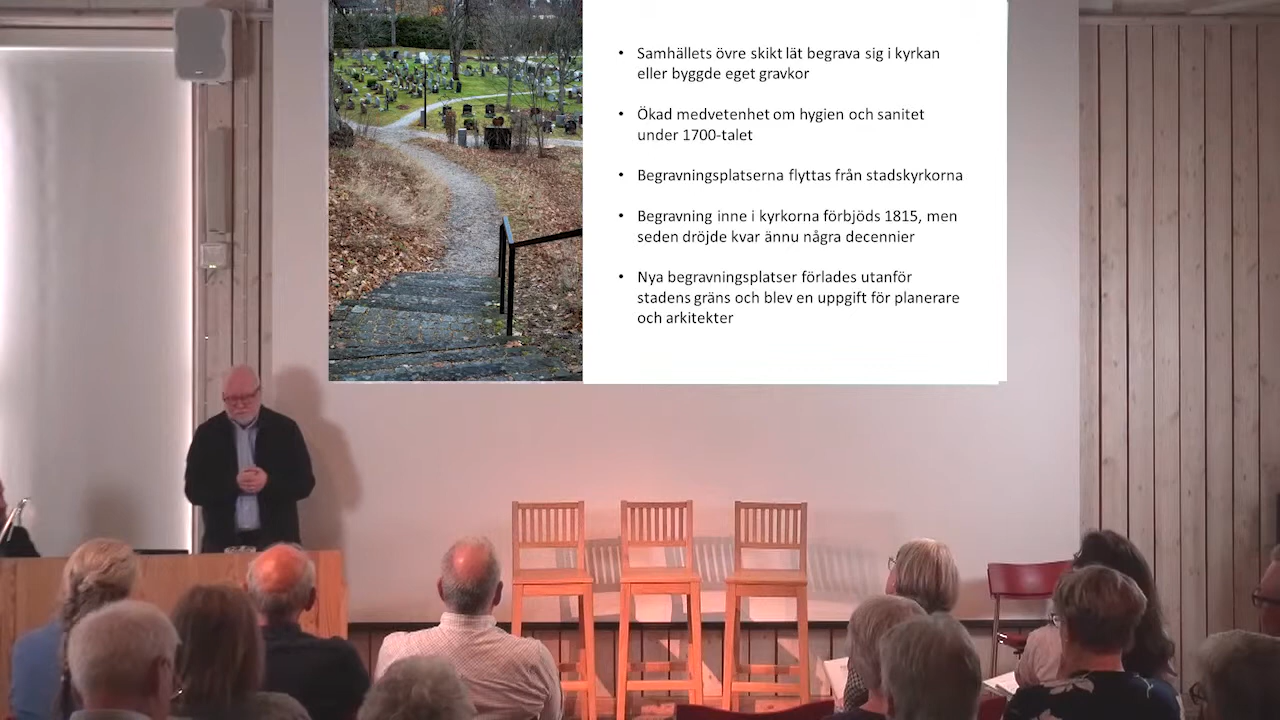 • Samhällets övre skikt lät begrava sig i kyrkan
eller byggde eget gravkor
• Ökad medvetenhet om hygien och sanitet
under 1700-talet
• Begravningsplatserna flyttas från stadskyrkorna
• Begravning inne i kyrkorna förbjöds 1815, men
seden dröjde kvar ännu några decennier
• Nya begravningsplatser förlades utanför
stadens gräns och blev en uppgift för planerare
och arkitekter